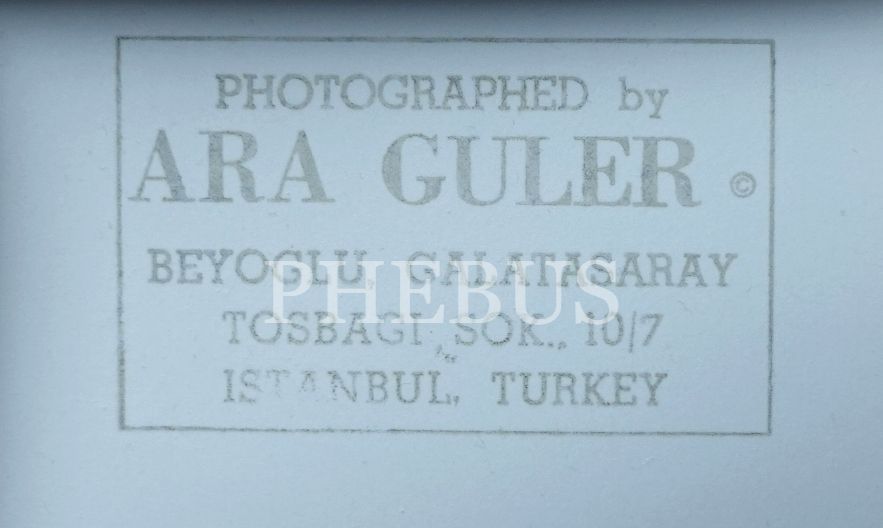 PHOTOGRAPHED by
ARA GULER ©
BEYOGLU, GALATASARAY
PHEBUS
TOSBAGI SOK., 10/7
ISTANBUL, TURKEY